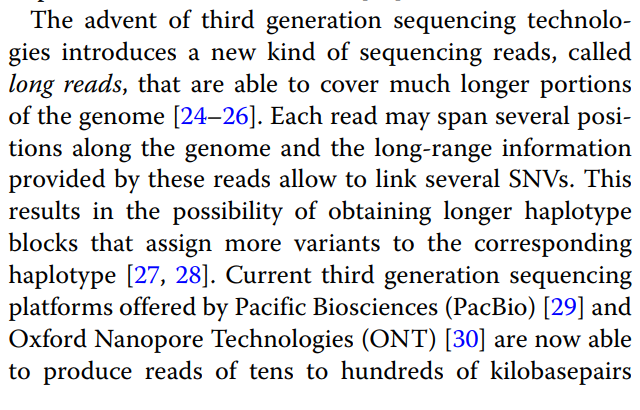 The advent of third generation sequencing technolo-
gies introduces a new kind of sequencing reads, called
long reads, that are able to cover much longer portions
of the genome [24–26]. Each read may span several posi-
tions along the genome and the long-range information
provided by these reads allow to link several SNVs. This
results in the possibility of obtaining longer haplotype
blocks that assign more variants to the corresponding
haplotype [27, 28]. Current third generation sequencing
platforms offered by Pacific Biosciences (PacBio) [29] and
Oxford Nanopore Technologies (ONT) [30] are now able
to produce reads of tens to hundreds of kilobasepairs